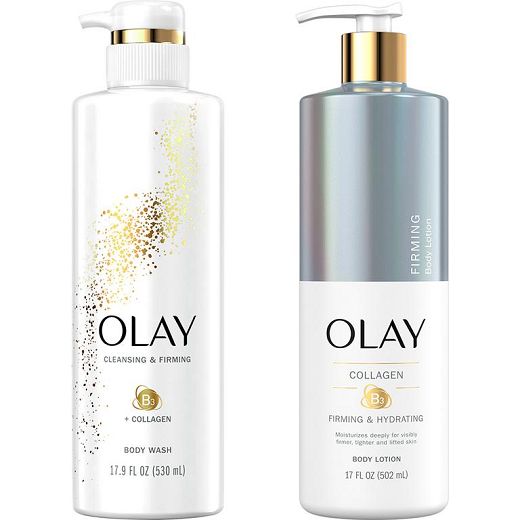 OLAY
CLEANSING & FIRMING
B3
+ COLLAGEN
BODY WASH
17.9 FL OZ (530 mL)
FIRMING
Body Lotion
OLAY
COLLAGEN
B3
FIRMING & HYDRATING
Moisturizes deeply for visibly
firmer, tighter and lifted skin
BODY LOTION
17 FL OZ (502 mL)